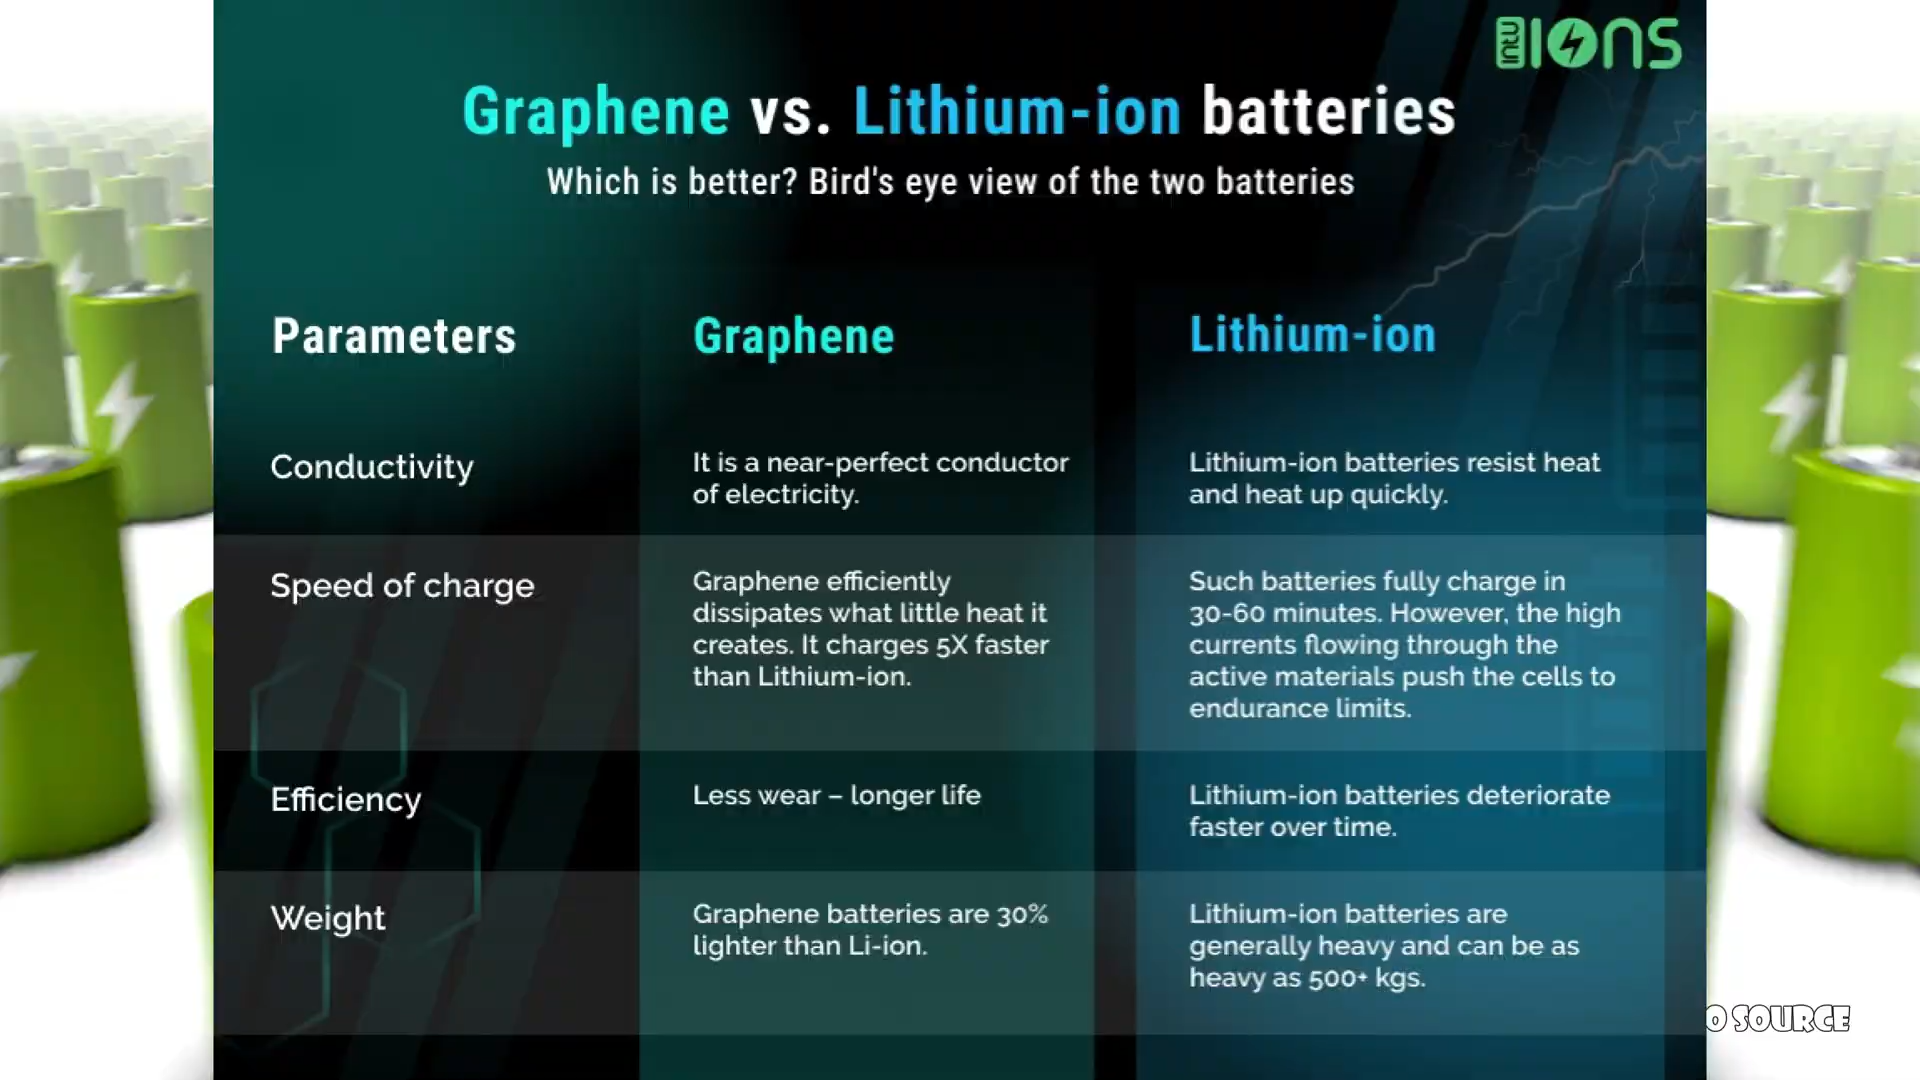 INTU IONS
Graphene vs. Lithium-ion batteries
Which is better? Bird's eye view of the two batteries
Parameters
Graphene
Lithium-ion
Conductivity
It is a near-perfect conductor
of electricity.
Lithium-ion batteries resist heat
and heat up quickly.
Speed of charge
Graphene efficiently
dissipates what little heat it
creates. It charges 5X faster
than Lithium-ion.
Such batteries fully charge in
30-60 minutes. However, the high
currents flowing through the
active materials push the cells to
endurance limits.
Efficiency
Less wear – longer life
Lithium-ion batteries deteriorate
faster over time.
Weight
Graphene batteries are 30%
lighter than Li-ion.
Lithium-ion batteries are
generally heavy and can be as
heavy as 500+ kgs.
SOURCE